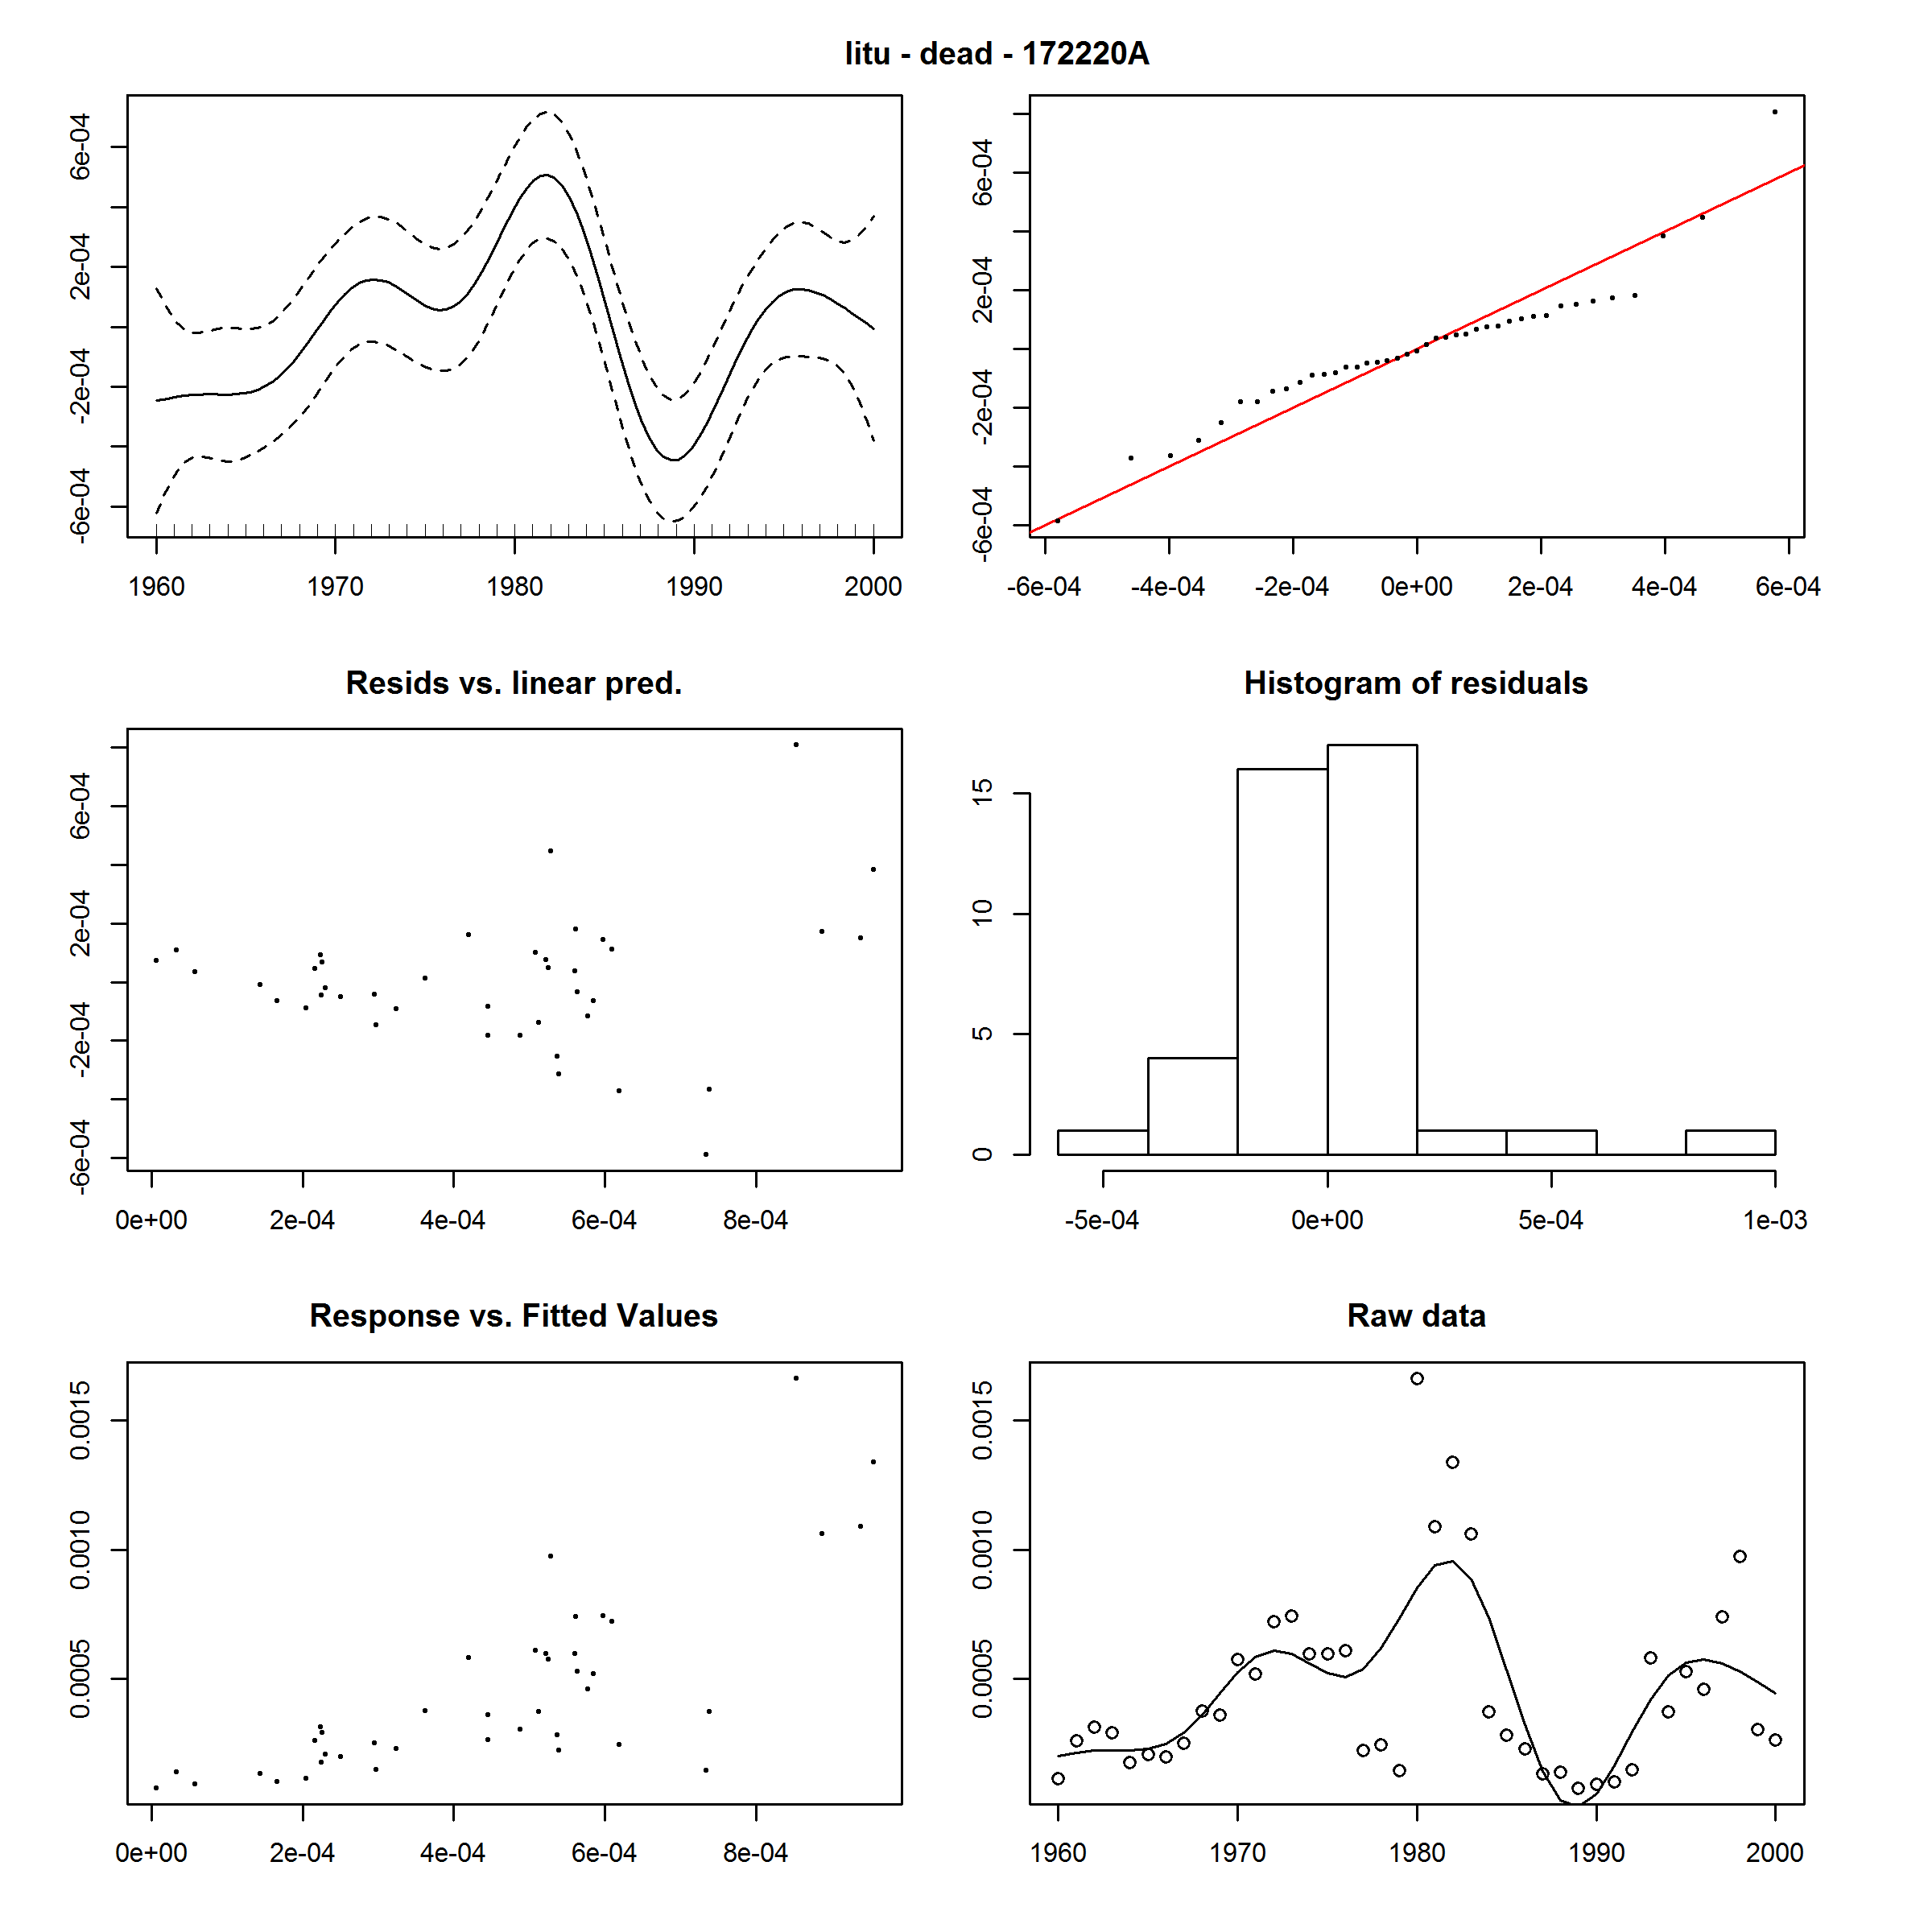 litu - dead - 172220A
6e-04
2e-04
-2e-04
-6e-04
1960 1970 1980 1990 2000
6e-04
2e-04
-2e-04
-6e-04
-6e-04 -4e-04 -2e-04 0e+00 2e-04 4e-04 6e-04
Resids vs. linear pred.
6e-04
2e-04
-2e-04
-6e-04
0e+00 2e-04 4e-04 6e-04 8e-04
Histogram of residuals
15
10
5
0
-5e-04 0e+00 5e-04 1e-03
Response vs. Fitted Values
0.0015
0.0010
0.0005
0e+00 2e-04 4e-04 6e-04 8e-04
Raw data
0.0015
0.0010
0.0005
1960 1970 1980 1990 2000